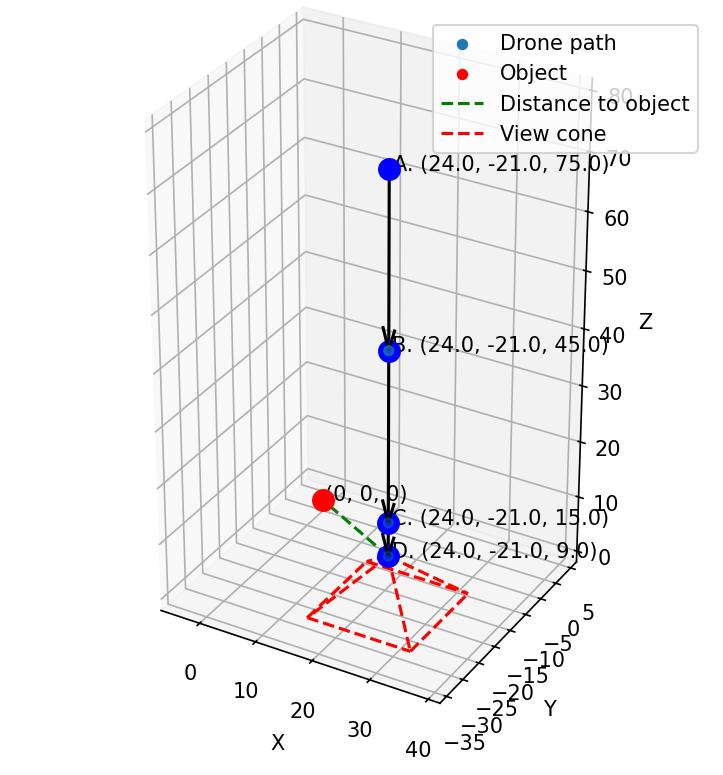 Drone path
Object
Distance to object
View cone
80
70
60
50
40
30
20
10
0
Z
A. (24.0, -21.0, 75.0)
B. (24.0, -21.0, 45.0)
(0, 0, 0)
C. (24.0, -21.0, 15.0)
D. (24.0, -21.0, 9.0)
5
0
−5
−10
−15
−20
−25
−30
−35
Y
0
10
20
30
40
X